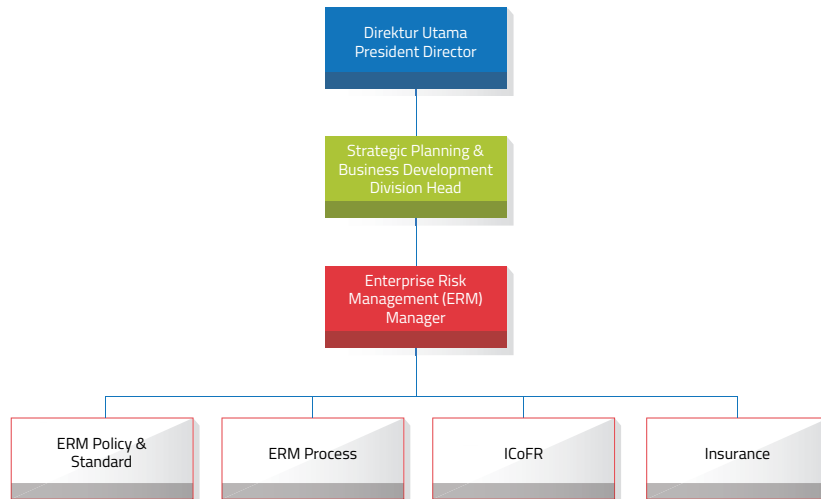 Direktur Utama
President Director
Strategic Planning &
Business Development
Division Head
Enterprise Risk
Management (ERM)
Manager
ERM Policy &
Standard
ERM Process
ICoFR
Insurance